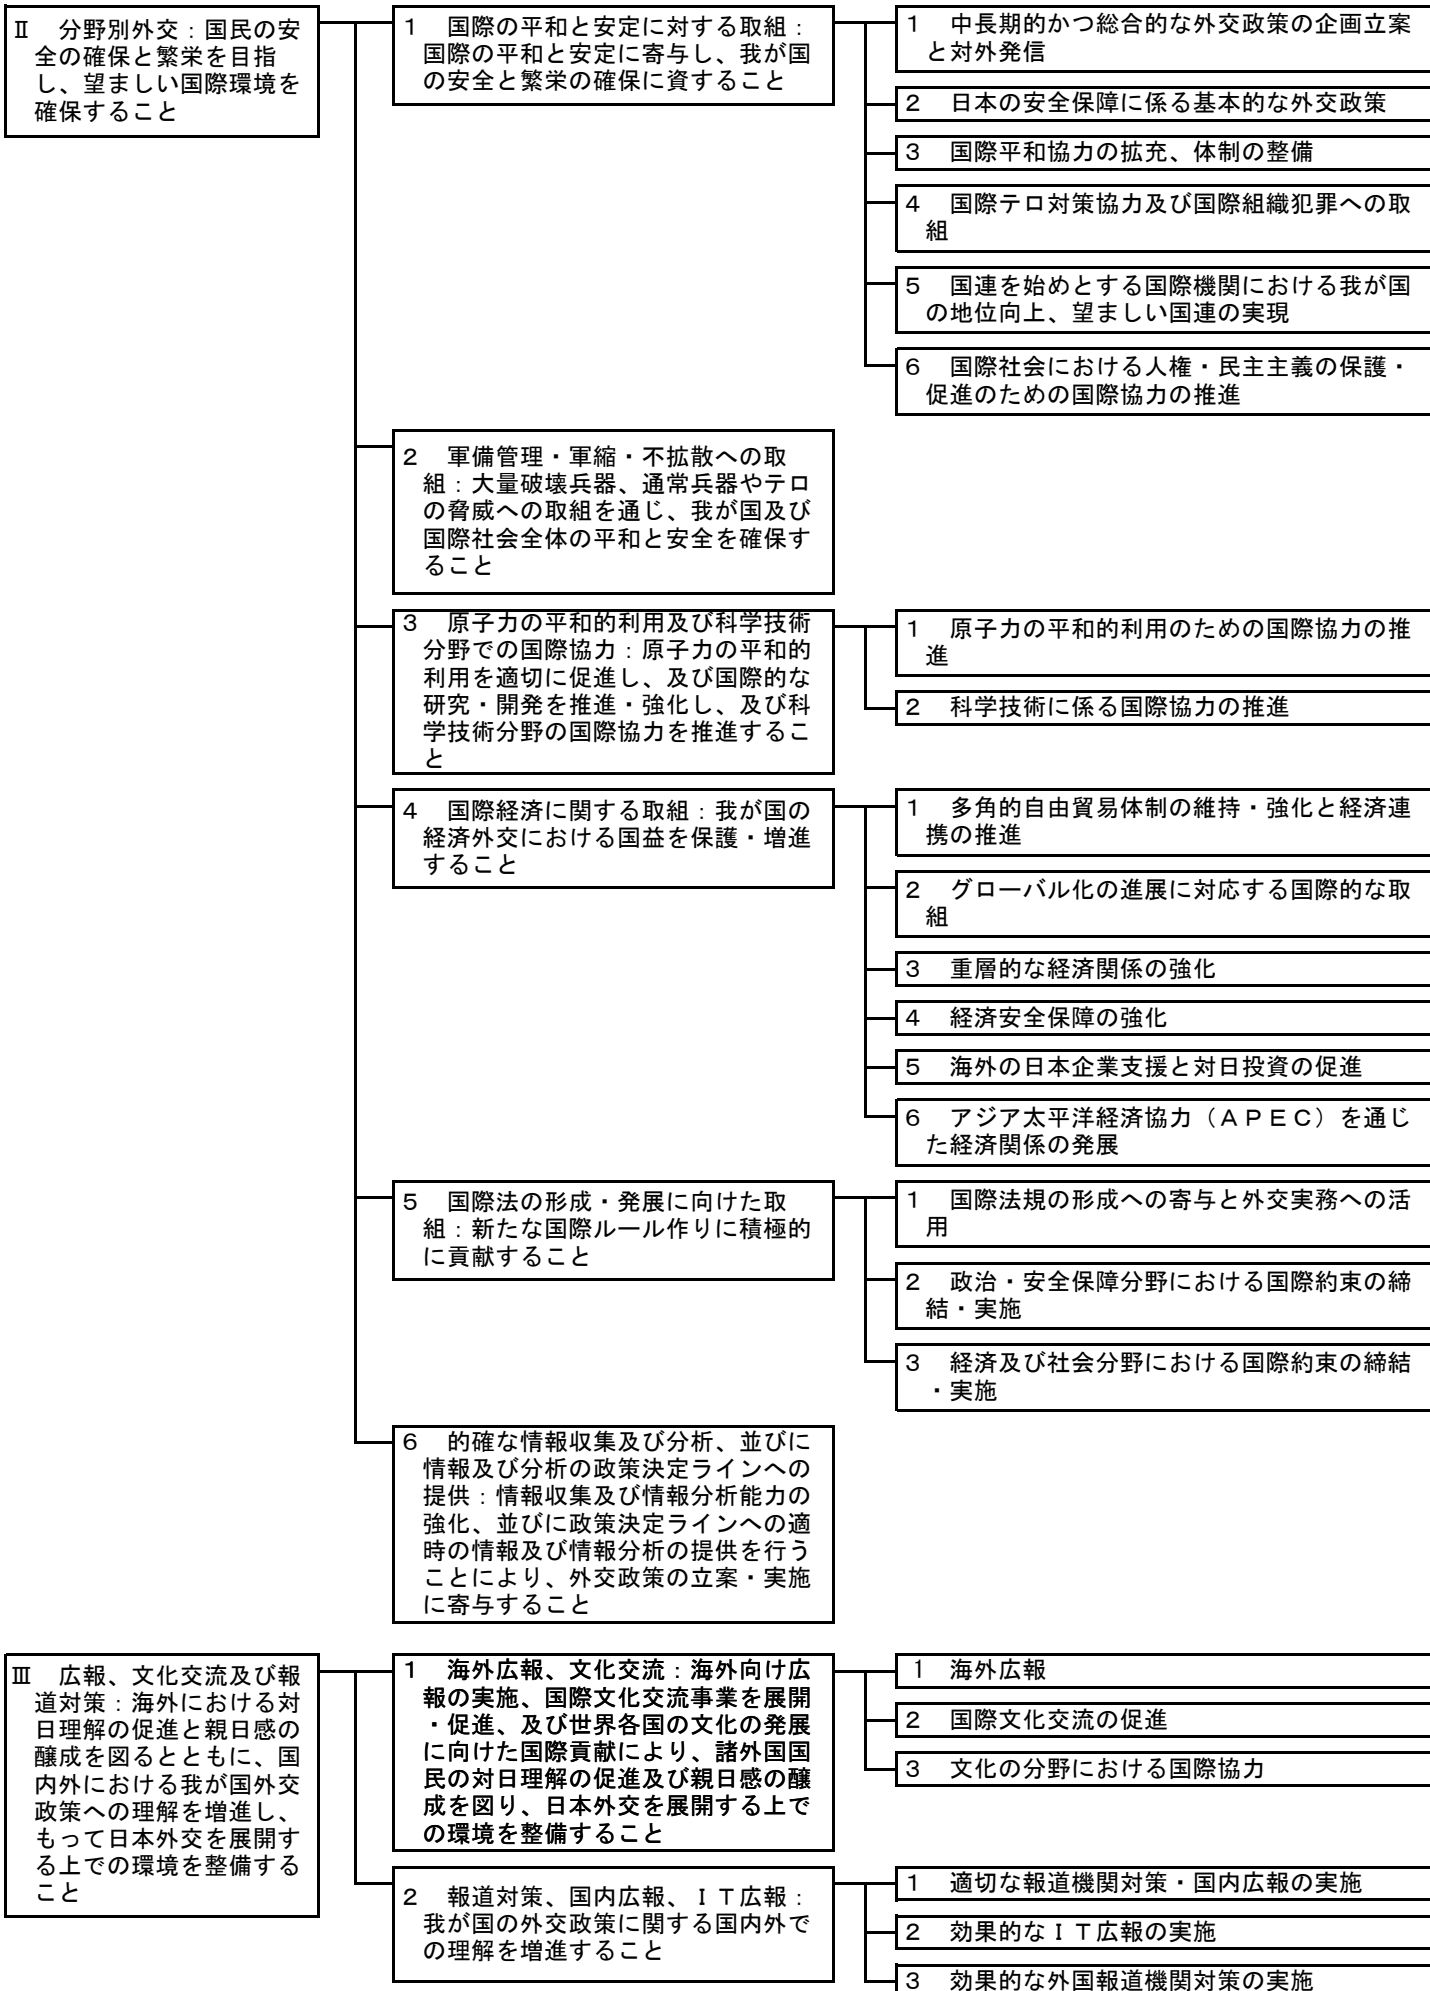 Ⅱ　分野別外交：国民の安
全の確保と繁栄を目指
し、望ましい国際環境を
確保すること
１　国際の平和と安定に対する取組：
国際の平和と安定に寄与し、我が国
の安全と繁栄の確保に資すること
１　中長期的かつ総合的な外交政策の企画立案
と対外発信
２　日本の安全保障に係る基本的な外交政策
３　国際平和協力の拡充、体制の整備
４　国際テロ対策協力及び国際組織犯罪への取
組
５　国連を始めとする国際機関における我が国
の地位向上、望ましい国連の実現
６　国際社会における人権・民主主義の保護・
促進のための国際協力の推進
２　軍備管理・軍縮・不拡散への取
組：大量破壊兵器、通常兵器やテロ
の脅威への取組を通じ、我が国及び
国際社会全体の平和と安全を確保す
ること
３　原子力の平和的利用及び科学技術
分野での国際協力：原子力の平和的
利用を適切に促進し、及び国際的な
研究・開発を推進・強化し、及び科
学技術分野の国際協力を推進するこ
と
１　原子力の平和的利用のための国際協力の推
進
２　科学技術に係る国際協力の推進
４　国際経済に関する取組：我が国の
経済外交における国益を保護・増進
すること
１　多角的自由貿易体制の維持・強化と経済連
携の推進
２　グローバル化の進展に対応する国際的な取
組
３　重層的な経済関係の強化
４　経済安全保障の強化
５　海外の日本企業支援と対日投資の促進
６　アジア太平洋経済協力（ＡＰＥＣ）を通じ
た経済関係の発展
５　国際法の形成・発展に向けた取
組：新たな国際ルール作りに積極的
に貢献すること
１　国際法規の形成への寄与と外交実務への活
用
２　政治・安全保障分野における国際約束の締
結・実施
３　経済及び社会分野における国際約束の締結
・実施
６　的確な情報収集及び分析、並びに
情報及び分析の政策決定ラインへの
提供：情報収集及び情報分析能力の
強化、並びに政策決定ラインへの適
時の情報及び情報分析の提供を行う
ことにより、外交政策の立案・実施
に寄与すること
Ⅲ　広報、文化交流及び報
道対策：海外における対
日理解の促進と親日感の
醸成を図るとともに、国
内外における我が国外交
政策への理解を増進し、
もって日本外交を展開す
る上での環境を整備する
こと
１　海外広報、文化交流：海外向け広
報の実施、国際文化交流事業を展開
・促進、及び世界各国の文化の発展
に向けた国際貢献により、諸外国国
民の対日理解の促進及び親日感の醸
成を図り、日本外交を展開する上で
の環境を整備すること
１　海外広報
２　国際文化交流の促進
３　文化の分野における国際協力
２　報道対策、国内広報、ＩＴ広報：
我が国の外交政策に関する国内外で
の理解を増進すること
１　適切な報道機関対策・国内広報の実施
２　効果的なＩＴ広報の実施
３　効果的な外国報道機関対策の実施